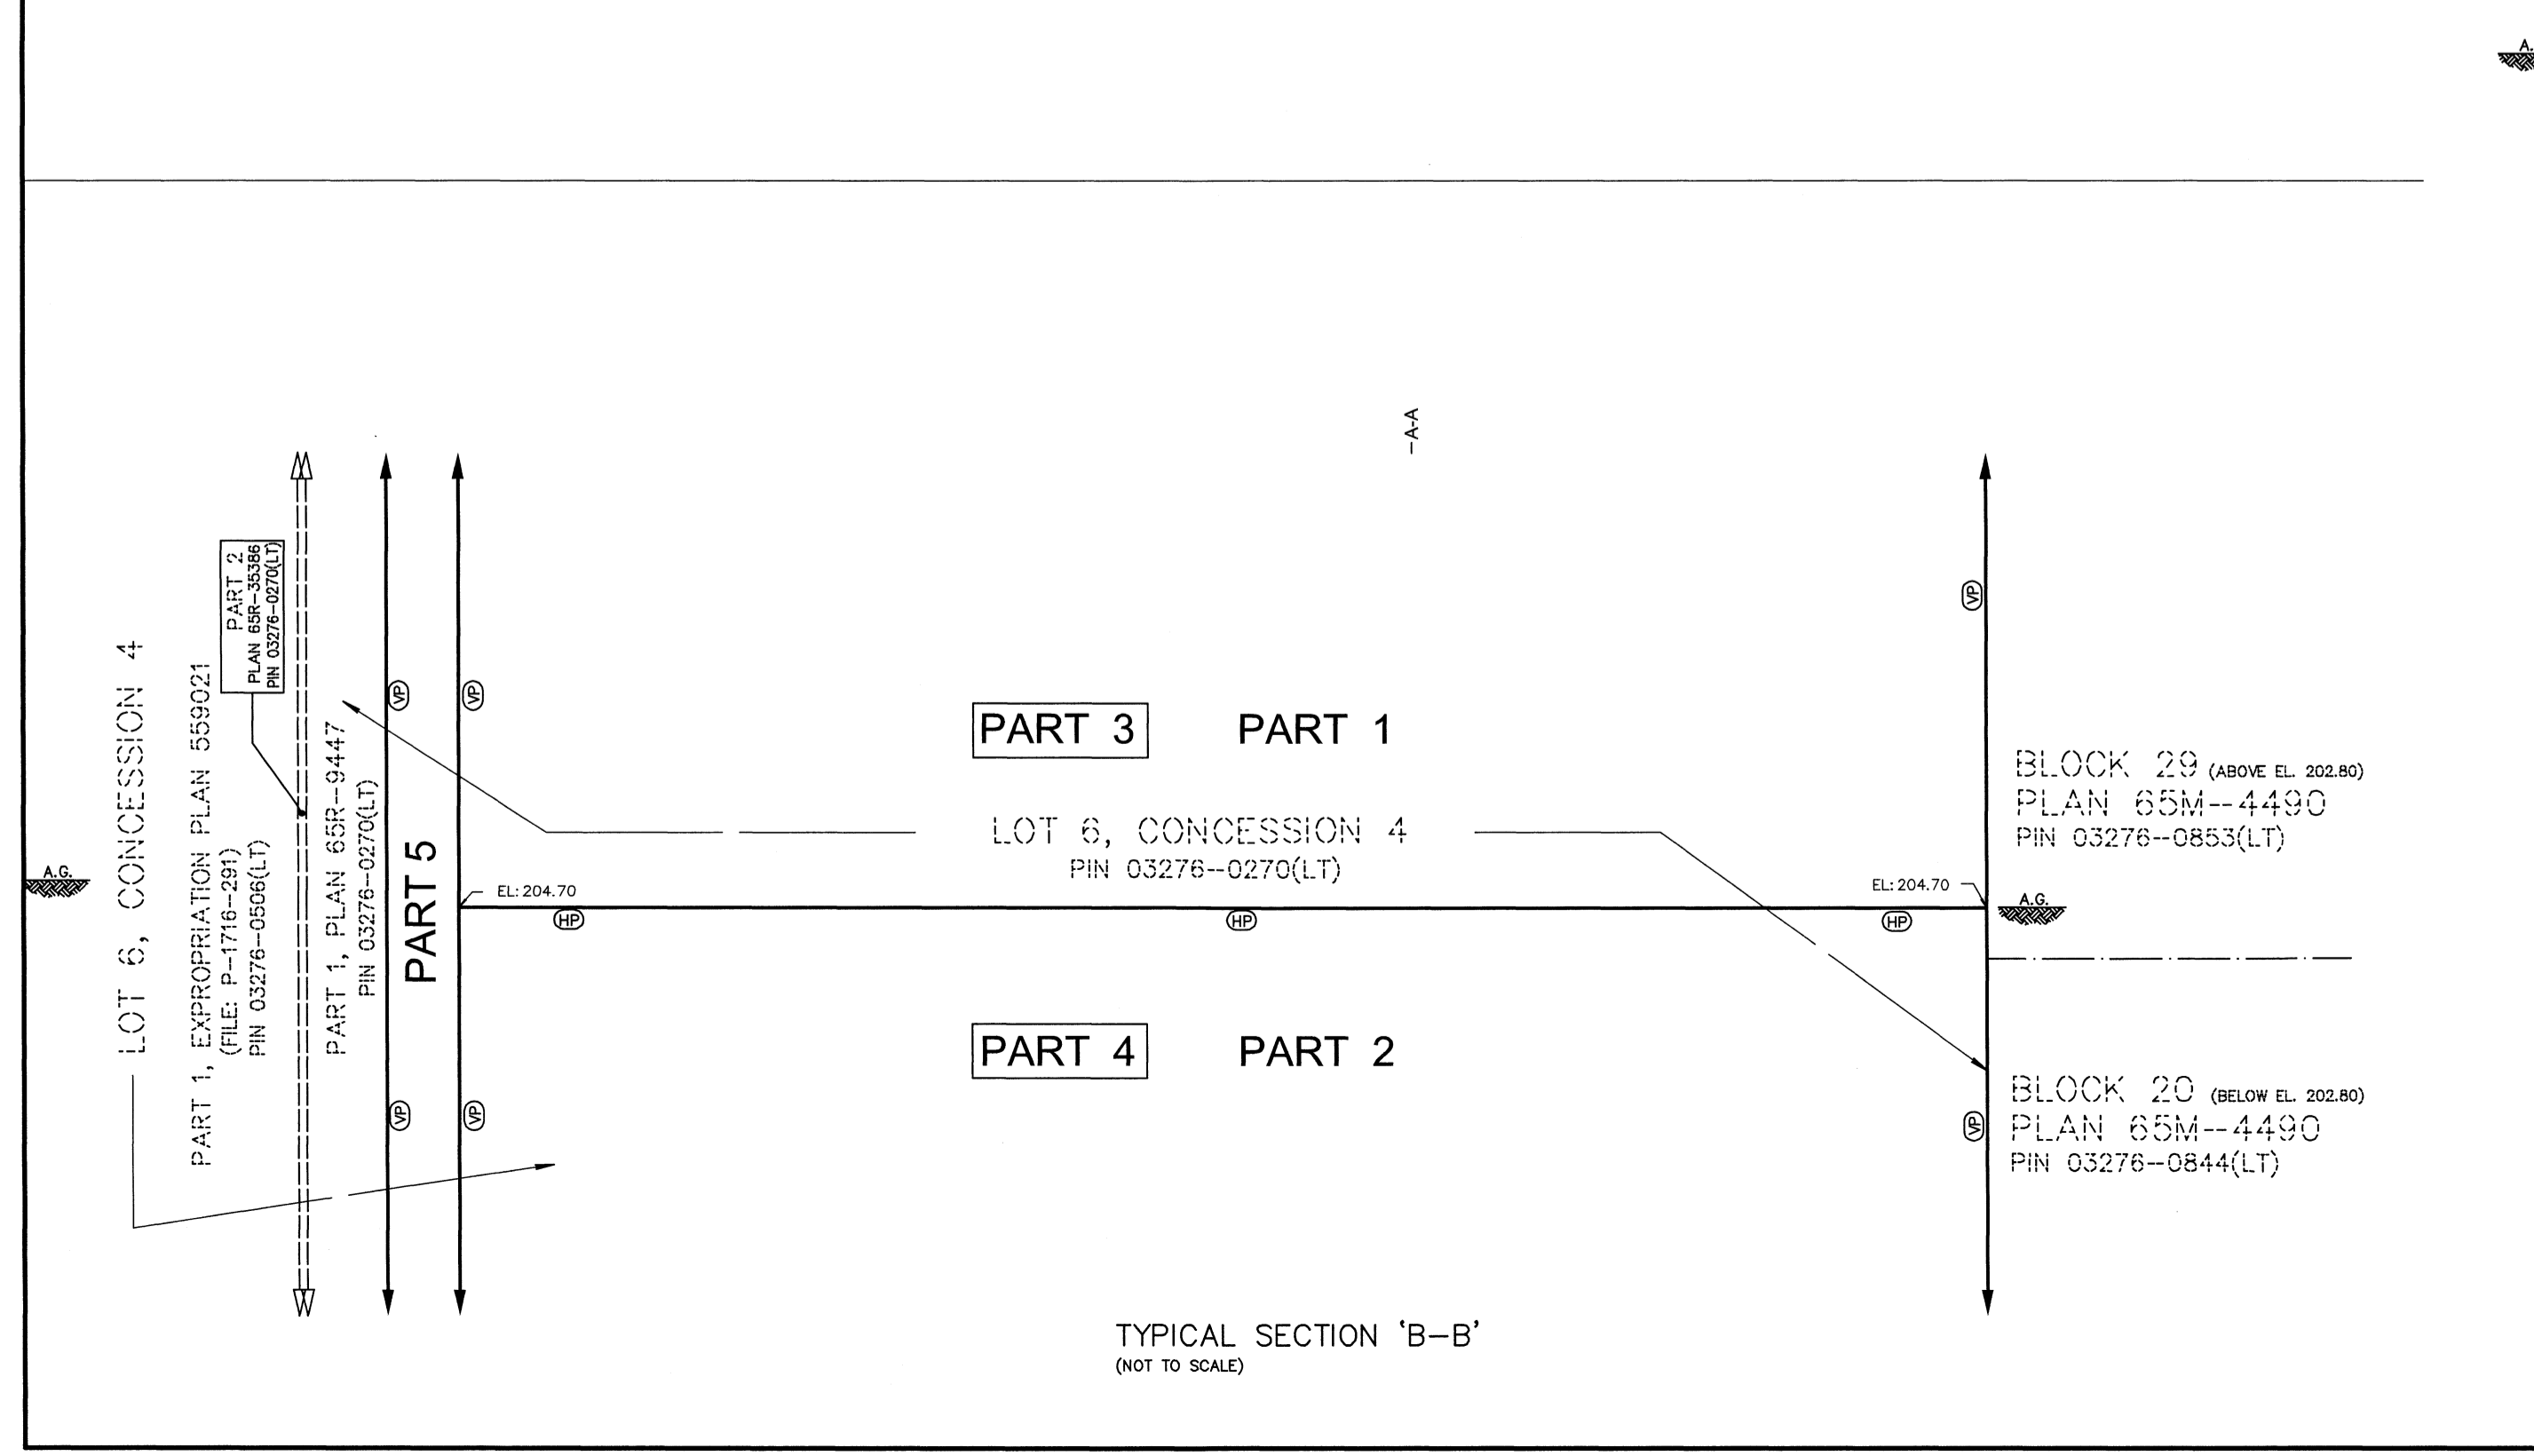 A.
-A-A
PART 2
PLAN 65R-35386
PIN 03276-0270(LT)
LOT 6, CONCESSION 4
PART 1, EXPROPRIATION PLAN 559021
(FILE: P-1716-291)
PIN 03276-0506(LT)
PART 1, PLAN 65R-9447
PIN 03276-0270(LT)
PART 5
VP
VP
VP
PART 3
PART 1
LOT 6, CONCESSION 4
PIN 03276-0270(LT)
BLOCK 29 (ABOVE EL. 202.80)
PLAN 65M-4490
PIN 03276-0853(LT)
A.G.
EL: 204.70
EL: 204.70
A.G.
HP
HP
HP
PART 4
PART 2
VP
VP
VP
BLOCK 20 (BELOW EL. 202.80)
PLAN 65M-4490
PIN 03276-0844(LT)
TYPICAL SECTION 'B-B'
(NOT TO SCALE)